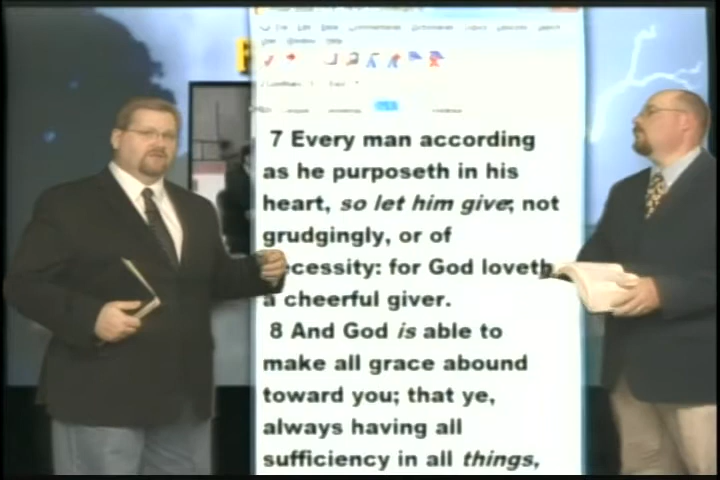 7 Every man according
as he purposeth in his
heart, so let him give; not
grudgingly, or of
ecessity: for God loveth
a cheerful giver.
8 And God is able to
make all grace abound
toward you; that ye,
always having all
sufficiency in all things,